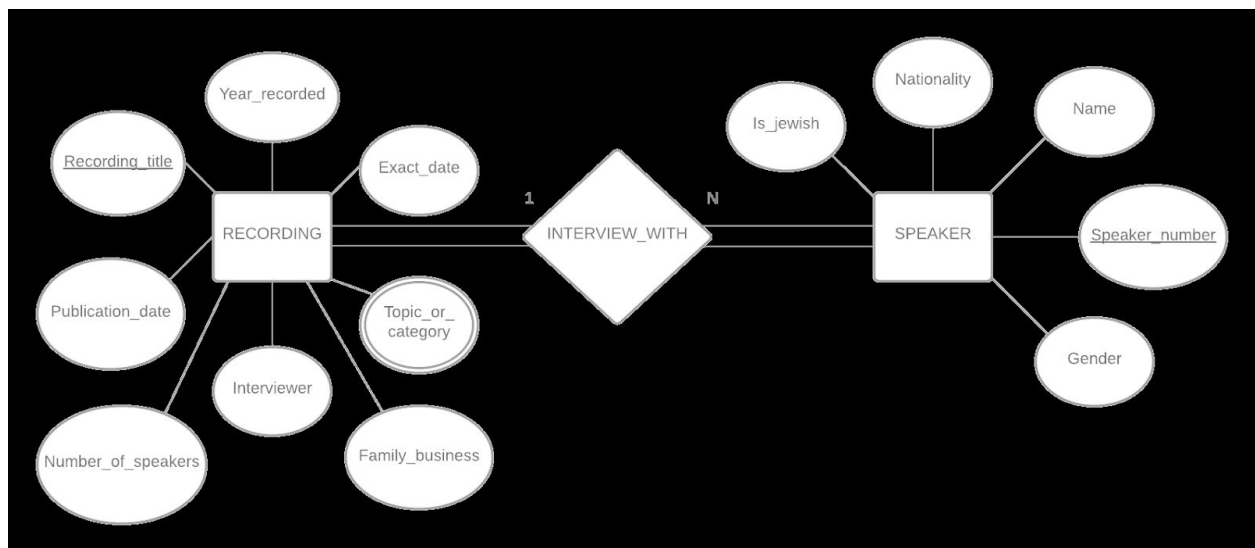 Year_recorded
Recording_title
Exact_date
RECORDING
Publication_date
Topic_or_
category
Interviewer
Number_of_speakers
Family_business
1
INTERVIEW_WITH
N
Is_jewish
Nationality
Name
SPEAKER
Speaker_number
Gender